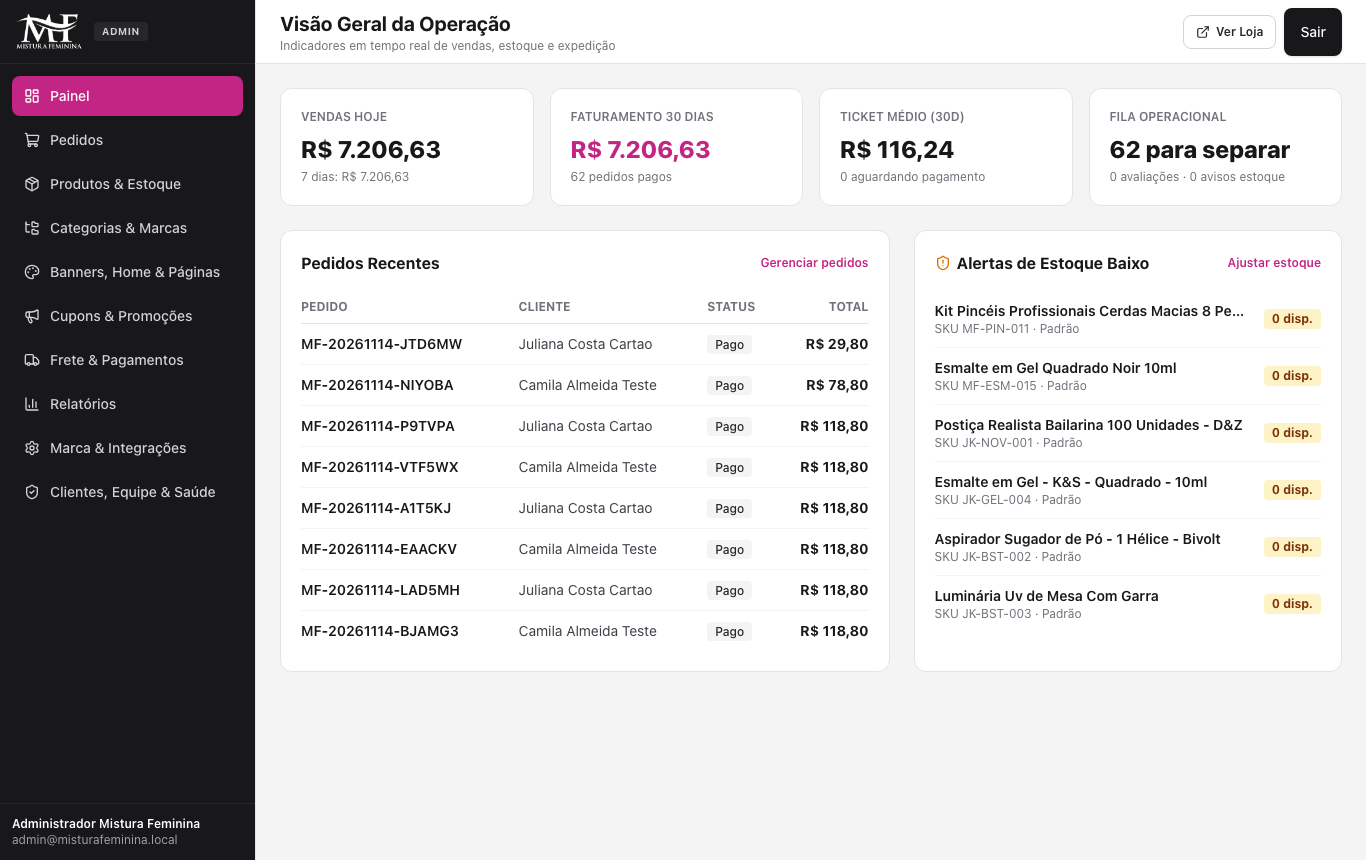 MF
MISTURA FEMININA
ADMIN
Painel
Pedidos
Produtos & Estoque
Categorias & Marcas
Banners, Home & Páginas
Cupons & Promoções
Frete & Pagamentos
Relatórios
Marca & Integrações
Clientes, Equipe & Saúde
Administrador Mistura Feminina
admin@misturafeminina.local
Visão Geral da Operação
Indicadores em tempo real de vendas, estoque e expedição
Ver Loja
Sair
VENDAS HOJE
R$ 7.206,63
7 dias: R$ 7.206,63
FATURAMENTO 30 DIAS
R$ 7.206,63
62 pedidos pagos
TICKET MÉDIO (30D)
R$ 116,24
0 aguardando pagamento
FILA OPERACIONAL
62 para separar
0 avaliações · 0 avisos estoque
Pedidos Recentes
Gerenciar pedidos
PEDIDO CLIENTE STATUS TOTAL
MF-20261114-JTD6MW Juliana Costa Cartao Pago R$ 29,80
MF-20261114-NIYOBA Camila Almeida Teste Pago R$ 78,80
MF-20261114-P9TVPA Juliana Costa Cartao Pago R$ 118,80
MF-20261114-VTF5WX Camila Almeida Teste Pago R$ 118,80
MF-20261114-A1T5KJ Juliana Costa Cartao Pago R$ 118,80
MF-20261114-EAACKV Camila Almeida Teste Pago R$ 118,80
MF-20261114-LAD5MH Juliana Costa Cartao Pago R$ 118,80
MF-20261114-BJAMG3 Camila Almeida Teste Pago R$ 118,80
Alertas de Estoque Baixo
Ajustar estoque
Kit Pincéis Profissionais Cerdas Macias 8 Pe...
SKU MF-PIN-011 · Padrão
0 disp.
Esmalte em Gel Quadrado Noir 10ml
SKU MF-ESM-015 · Padrão
0 disp.
Postiça Realista Bailarina 100 Unidades - D&Z
SKU JK-NOV-001 · Padrão
0 disp.
Esmalte em Gel - K&S - Quadrado - 10ml
SKU JK-GEL-004 · Padrão
0 disp.
Aspirador Sugador de Pó - 1 Hélice - Bivolt
SKU JK-BST-002 · Padrão
0 disp.
Luminária Uv de Mesa Com Garra
SKU JK-BST-003 · Padrão
0 disp.